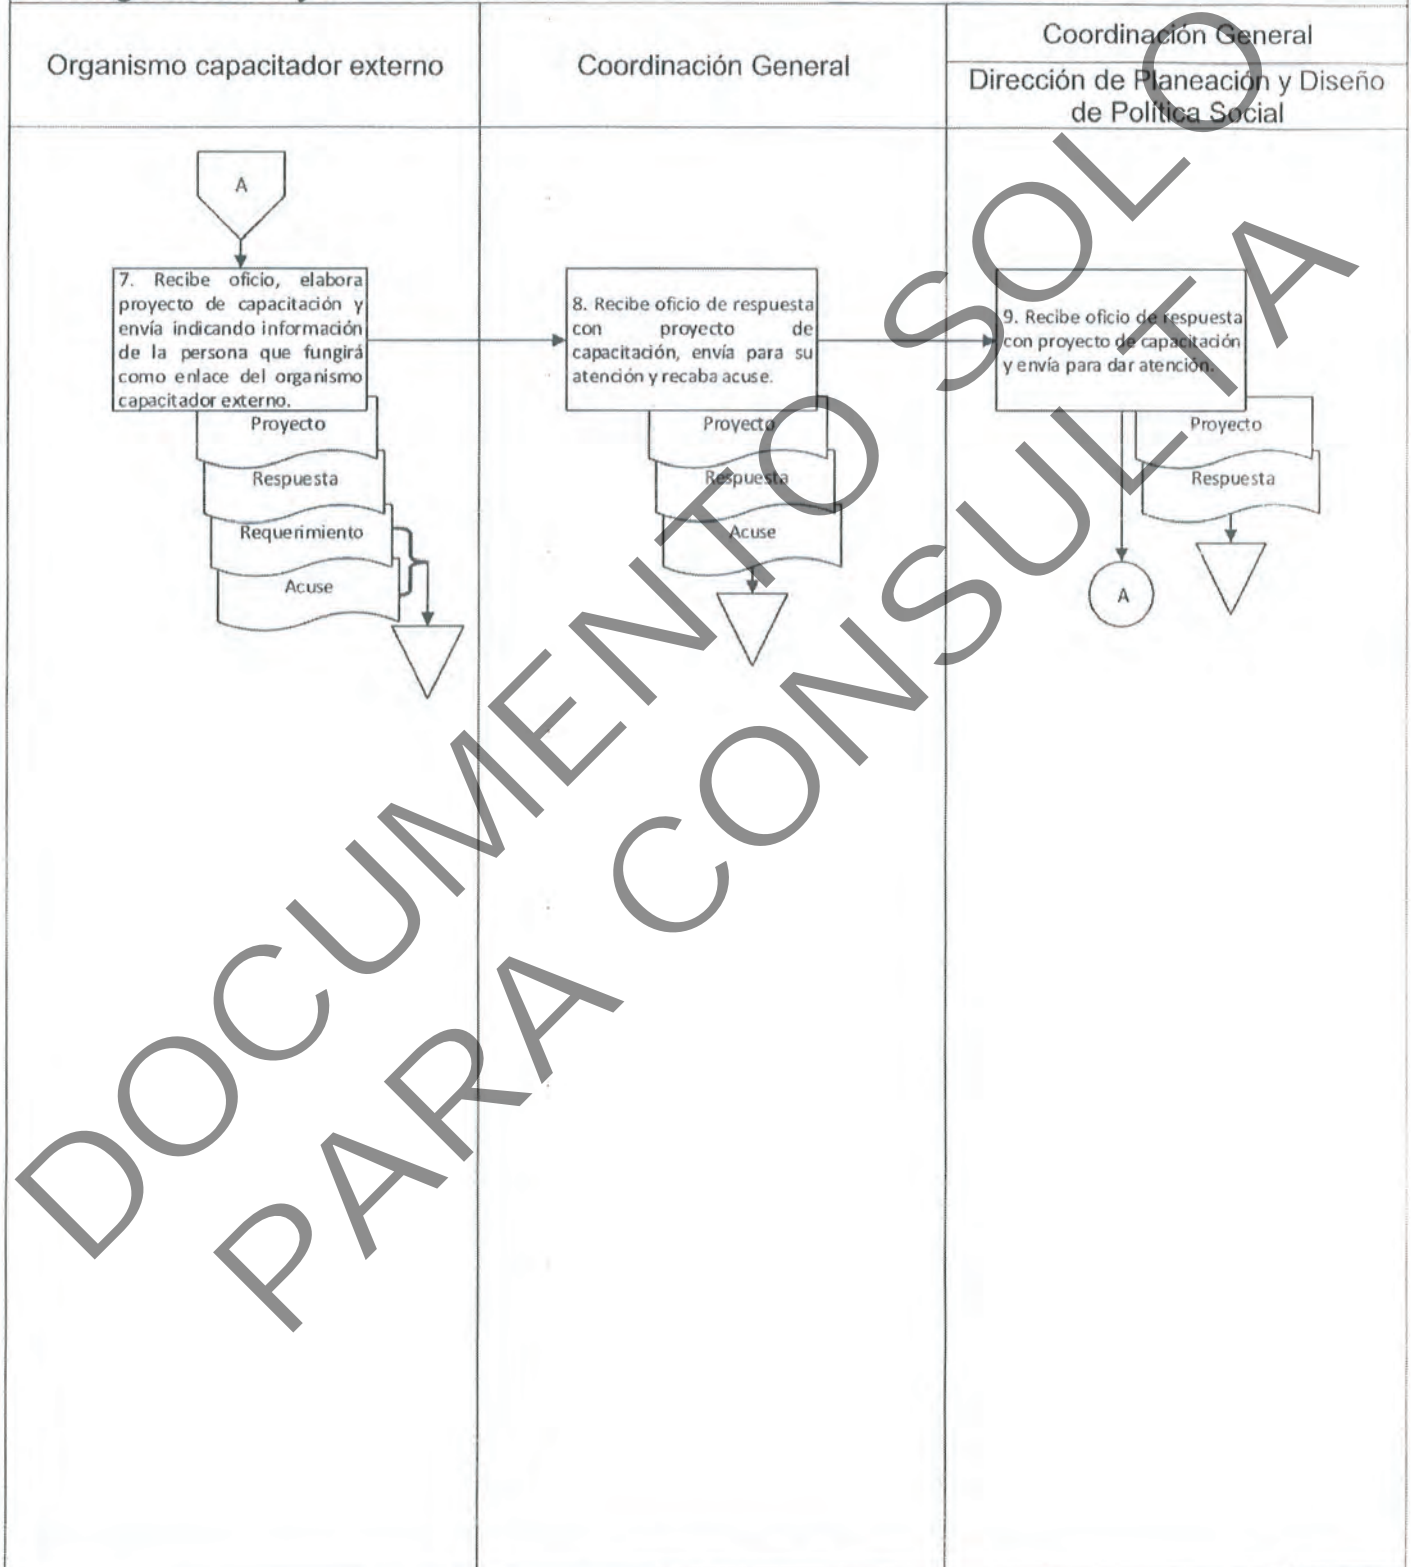 Organismo capacitador externo
Coordinación General
Coordinación General
Dirección de Planeación y Diseño
de Política Social
A
7. Recibe oficio, elabora
proyecto de capacitación y
envía indicando información
de la persona que fungirá
como enlace del organismo
capacitador externo.
Proyecto
Respuesta
Requerimiento
Acuse
8. Recibe oficio de respuesta
con proyecto de
capacitación, envía para su
atención y recaba acuse.
Proyecto
Respuesta
Acuse
9. Recibe oficio de respuesta
con proyecto de capacitación
y envía para dar atención.
Proyecto
Respuesta
A
DOCUMENTO SOLO
PARA CONSULTA